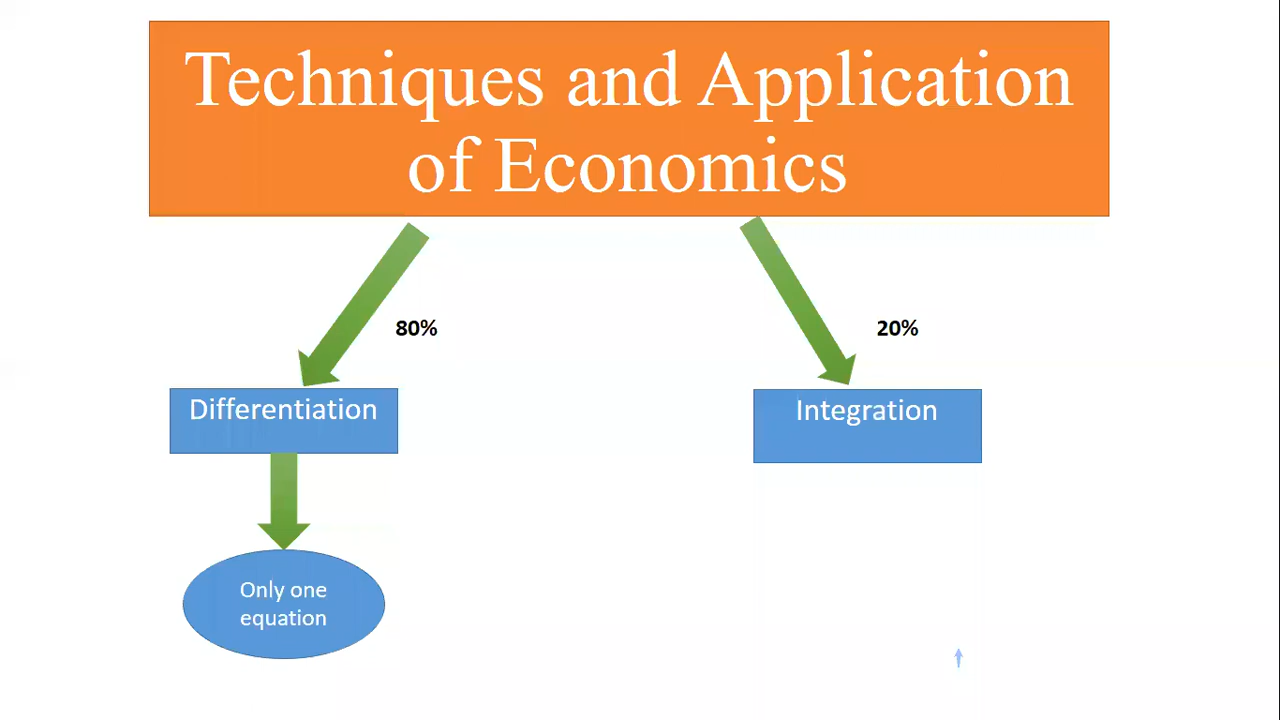 Techniques and Application
of Economics
80%
20%
Differentiation
Integration
Only one
equation